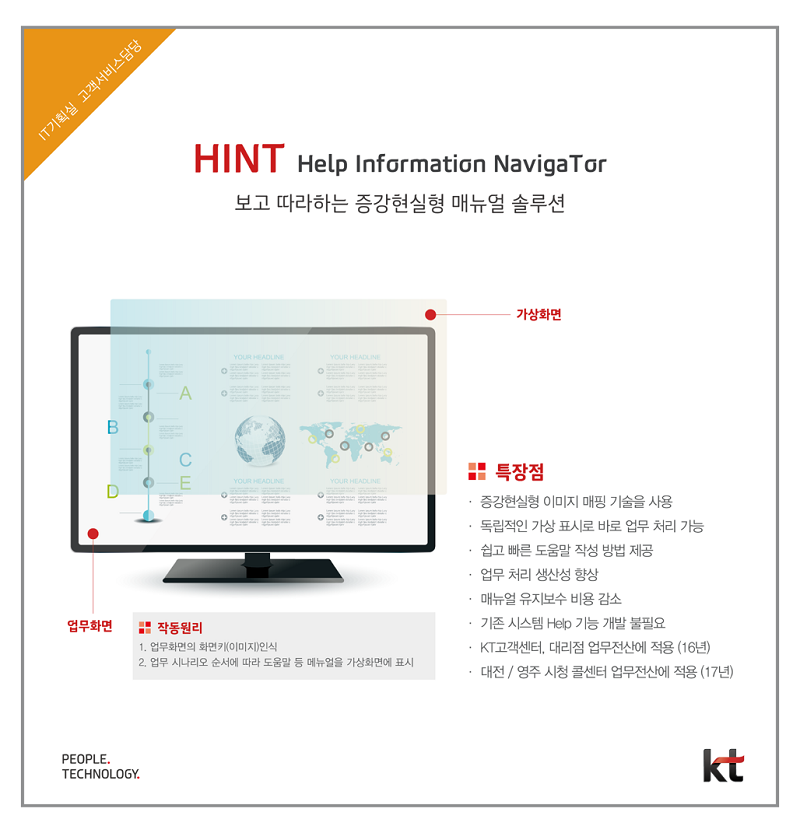 IT기획실 고객서비스담당
HINT Help Information NavigaTor
보고 따라하는 증강현실형 매뉴얼 솔루션
가상화면
YOUR HEADLINE YOUR HEADLINE
A
B
C
D E
YOUR HEADLINE YOUR HEADLINE
업무화면
작동원리
1. 업무화면의 화면키(이미지)인식
2. 업무 시나리오 순서에 따라 도움말 등 메뉴얼을 가상화면에 표시
특장점
· 증강현실형 이미지 매핑 기술을 사용
· 독립적인 가상 표시로 바로 업무 처리 가능
· 쉽고 빠른 도움말 작성 방법 제공
· 업무 처리 생산성 향상
· 매뉴얼 유지보수 비용 감소
· 기존 시스템 Help 기능 개발 불필요
· KT고객센터, 대리점 업무전산에 적용 (16년)
· 대전 / 영주 시청 콜센터 업무전산에 적용 (17년)
PEOPLE.
TECHNOLOGY.
kt